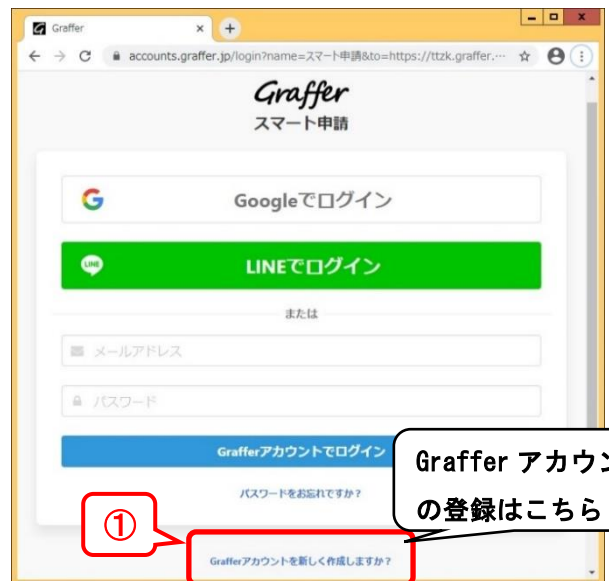 Graffer
accounts.graffer.jp/login?name=スマート申請&to=https://ttzk.graffer.…
Graffer
スマート申請
Googleでログイン
LINE
LINEでログイン
または
メールアドレス
パスワード
Grafferアカウントでログイン
パスワードをお忘れですか？
Graffer アカウン
の登録はこちら
①
Grafferアカウントを新しく作成しますか？